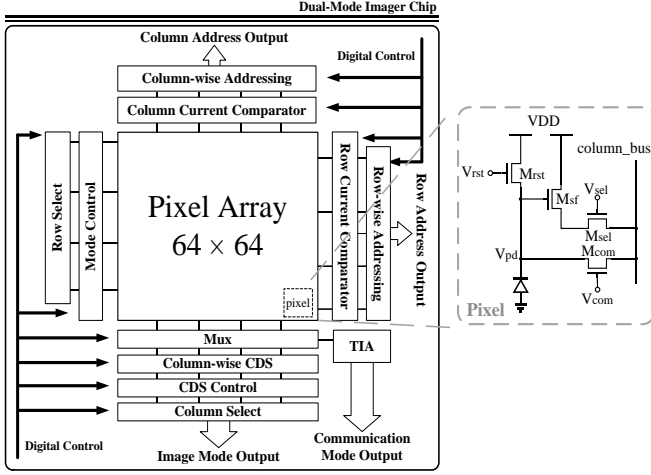 Dual-Mode Imager Chip
Column Address Output
Digital Control
Column-wise Addressing
Column Current Comparator
Row Select
Mode Control
Pixel Array
64 × 64
pixel
Row Current Comparator
Row-wise Addressing
Row Address Output
Mux
TIA
Column-wise CDS
CDS Control
Column Select
Digital Control
Image Mode Output
Communication
Mode Output
VDD
column_bus
Vrst
Mrst
Msf
Vsel
Msel
Mcom
Vpd
Vcom
Pixel